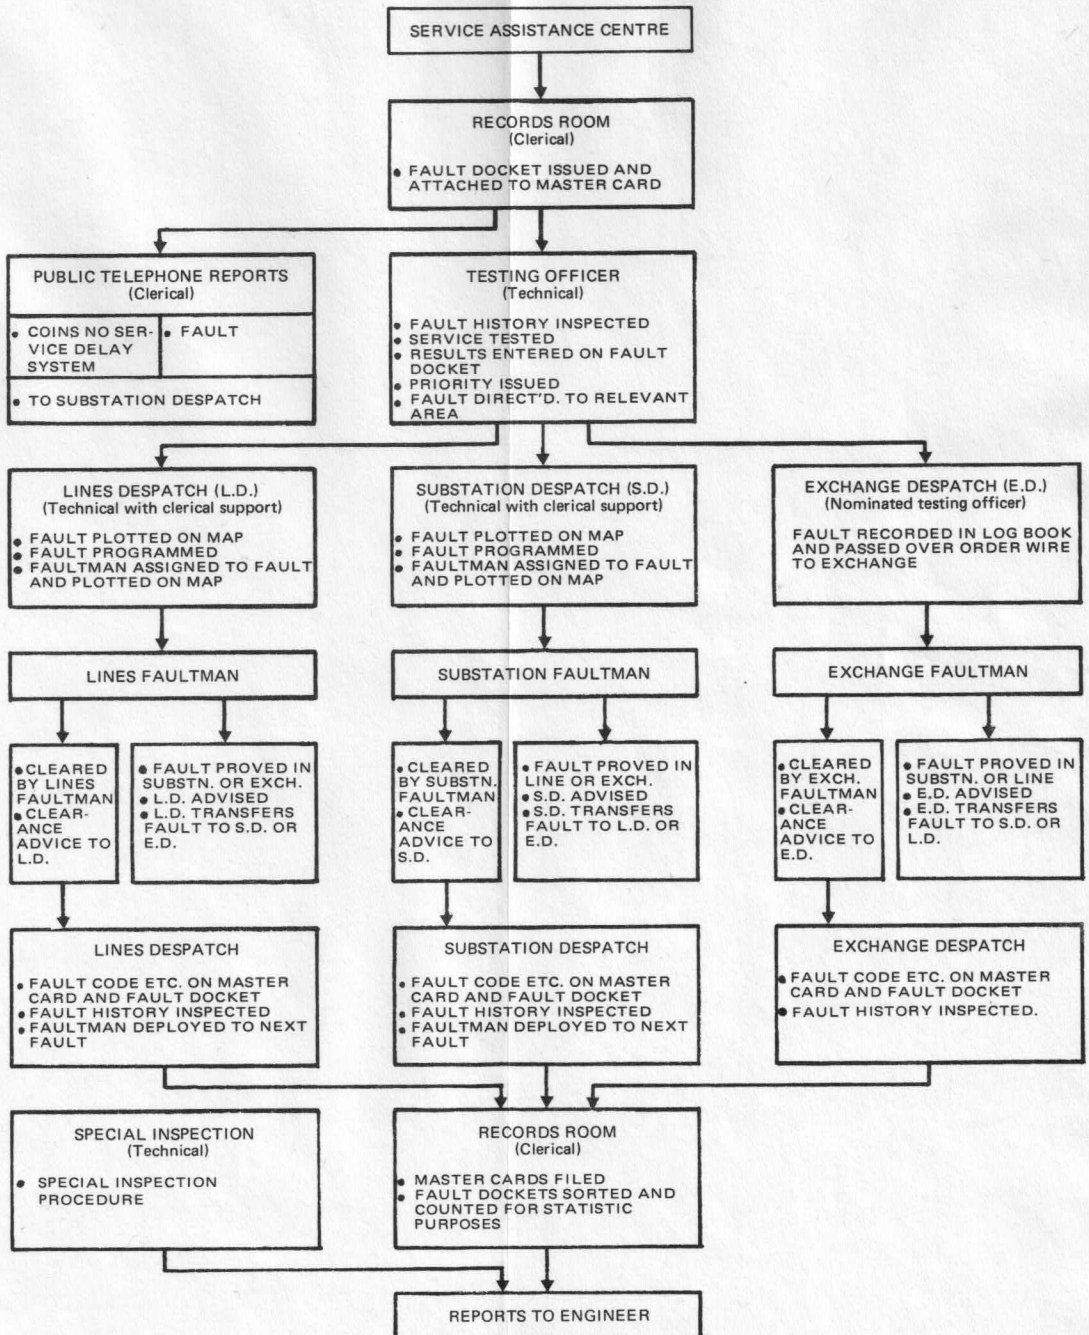 SERVICE ASSISTANCE CENTRE
RECORDS ROOM
(Clerical)
• FAULT DOCKET ISSUED AND
ATTACHED TO MASTER CARD
PUBLIC TELEPHONE REPORTS
(Clerical)
• COINS NO SER-
VICE DELAY
SYSTEM
• FAULT
• TO SUBSTATION DESPATCH
TESTING OFFICER
(Technical)
• FAULT HISTORY INSPECTED
• SERVICE TESTED
• RESULTS ENTERED ON FAULT
DOCKET
• PRIORITY ISSUED
• FAULT DIRECT'D. TO RELEVANT
AREA
LINES DESPATCH (L.D.)
(Technical with clerical support)
• FAULT PLOTTED ON MAP
• FAULT PROGRAMMED
• FAULTMAN ASSIGNED TO FAULT
AND PLOTTED ON MAP
SUBSTATION DESPATCH (S.D.)
(Technical with clerical support)
• FAULT PLOTTED ON MAP
• FAULT PROGRAMMED
• FAULTMAN ASSIGNED TO FAULT
AND PLOTTED ON MAP
EXCHANGE DESPATCH (E.D.)
(Nominated testing officer)
FAULT RECORDED IN LOG BOOK
AND PASSED OVER ORDER WIRE
TO EXCHANGE
LINES FAULTMAN
SUBSTATION FAULTMAN
EXCHANGE FAULTMAN
• CLEARED
BY LINES
FAULTMAN
• CLEAR-
ANCE
ADVICE TO
L.D.
• FAULT PROVED IN
SUBSTN. OR EXCH.
• L.D. ADVISED
• L.D. TRANSFERS
FAULT TO S.D. OR
E.D.
• CLEARED
BY SUBSTN.
FAULTMAN
• CLEAR-
ANCE
ADVICE TO
S.D.
• FAULT PROVED IN
LINE OR EXCH.
• S.D. ADVISED
• S.D. TRANSFERS
FAULT TO L.D. OR
E.D.
• CLEARED
BY EXCH.
FAULTMAN
• CLEAR-
ANCE
ADVICE TO
E.D.
• FAULT PROVED IN
SUBSTN. OR LINE
• E.D. ADVISED
• E.D. TRANSFERS
FAULT TO S.D. OR
L.D.
LINES DESPATCH
• FAULT CODE ETC. ON MASTER
CARD AND FAULT DOCKET
• FAULT HISTORY INSPECTED
• FAULTMAN DEPLOYED TO NEXT
FAULT
SUBSTATION DESPATCH
• FAULT CODE ETC. ON MASTER
CARD AND FAULT DOCKET
• FAULT HISTORY INSPECTED
• FAULTMAN DEPLOYED TO NEXT
FAULT
EXCHANGE DESPATCH
• FAULT CODE ETC. ON MASTER
CARD AND FAULT DOCKET
• FAULT HISTORY INSPECTED.
SPECIAL INSPECTION
(Technical)
• SPECIAL INSPECTION
PROCEDURE
RECORDS ROOM
(Clerical)
• MASTER CARDS FILED
• FAULT DOCKETS SORTED AND
COUNTED FOR STATISTIC
PURPOSES
REPORTS TO ENGINEER